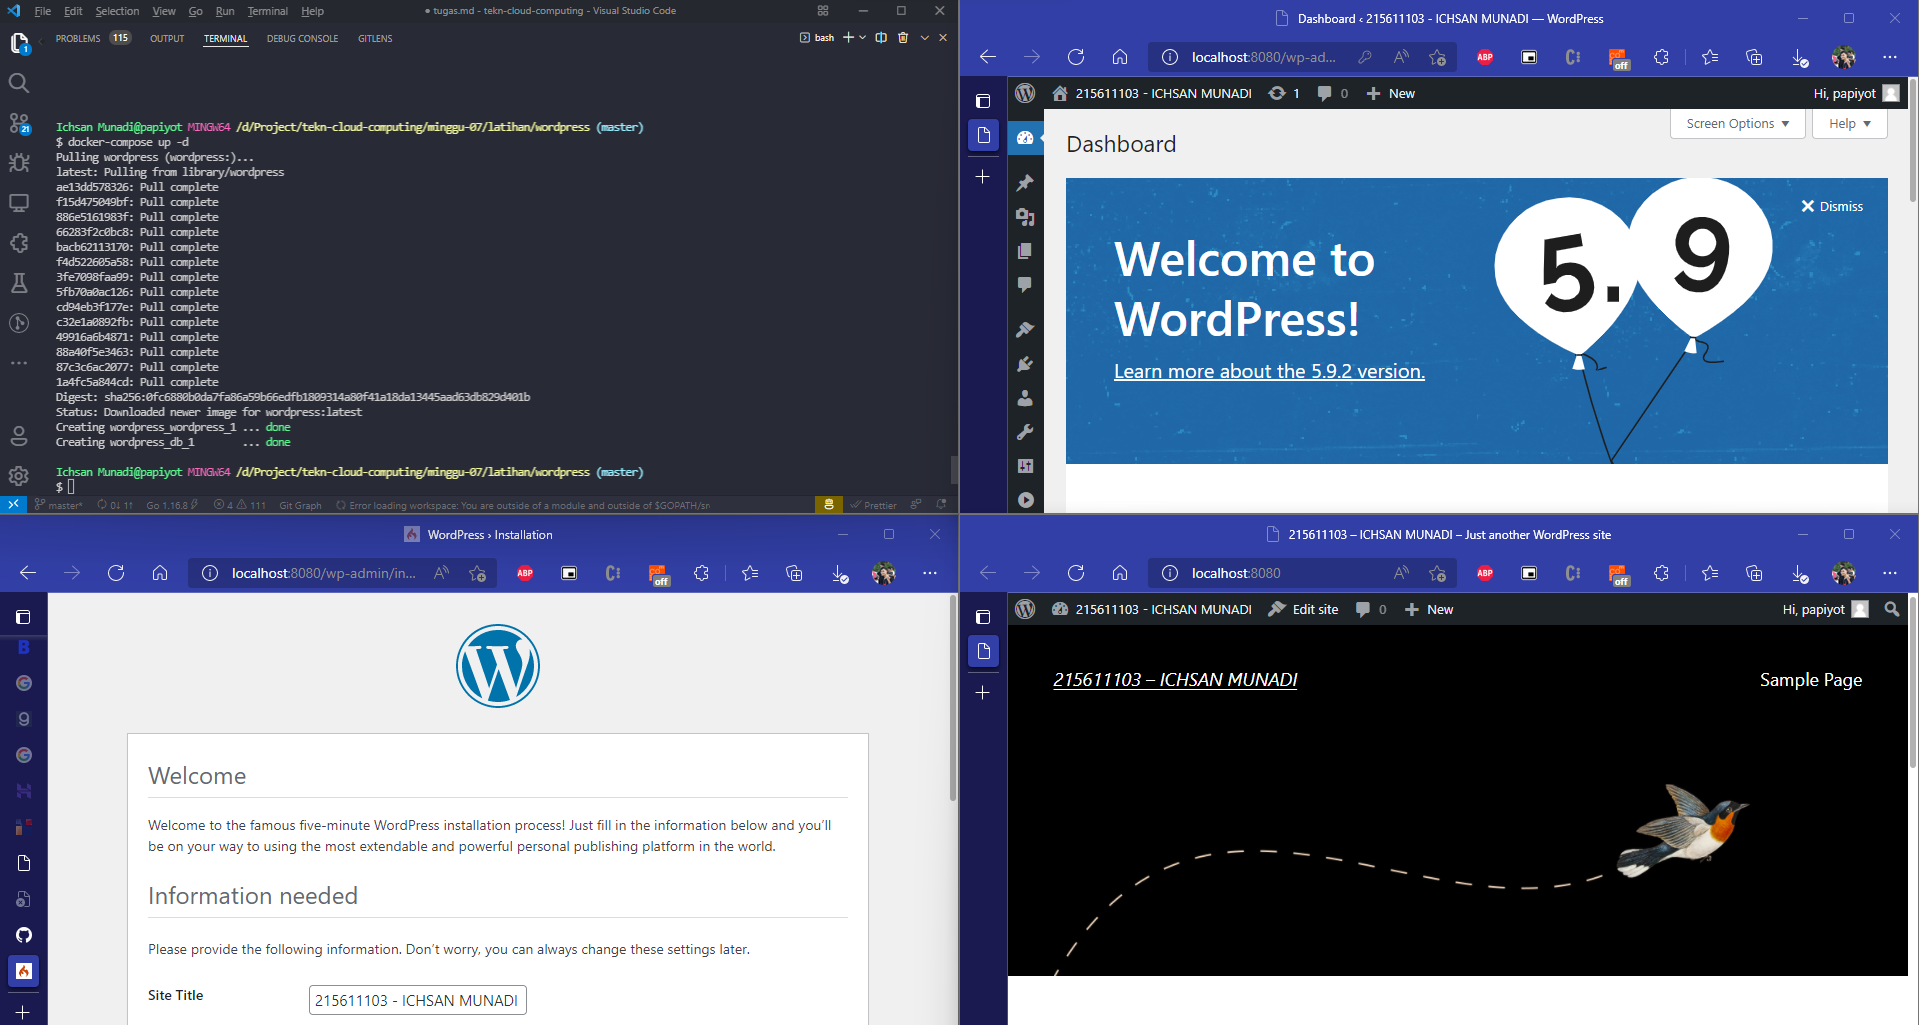 File Edit Selection View Go Run Terminal Help
● tugas.md - tekn-cloud-computing - Visual Studio Code
PROBLEMS 115 OUTPUT TERMINAL DEBUG CONSOLE GITLENS
bash
1
21
Ichsan Munadi@papiyot MINGW64 /d/Project/tekn-cloud-computing/minggu-07/latihan/wordpress (master)
$ docker-compose up -d
Pulling wordpress (wordpress:)...
latest: Pulling from library/wordpress
ae13dd578326: Pull complete
f15d475049bf: Pull complete
886e5161983f: Pull complete
66283f2c0bc8: Pull complete
bacb62113170: Pull complete
f4d522605a58: Pull complete
3fe7098faa99: Pull complete
5fb70a0ac126: Pull complete
cd94eb3f177e: Pull complete
c32e1a0892fb: Pull complete
49916a6b4871: Pull complete
88a40f5e3463: Pull complete
87c3c6ac2077: Pull complete
1a4fc5a844cd: Pull complete
Digest: sha256:0fc6880b0da7fa86a59b66edfb1809314a80f41a18da13445aad63db829d401b
Status: Downloaded newer image for wordpress:latest
Creating wordpress_wordpress_1 ... done
Creating wordpress_db_1 ... done
Ichsan Munadi@papiyot MINGW64 /d/Project/tekn-cloud-computing/minggu-07/latihan/wordpress (master)
$
master* 0↓ 1↑ Go 1.16.8 4 111 Git Graph Error loading workspace: You are outside of a module and outside of $GOPATH/sr Prettier
Dashboard ‹ 215611103 - ICHSAN MUNADI — WordPress
localhost:8080/wp-ad... ABP off
215611103 - ICHSAN MUNADI 1 0 + New Hi, papiyot
Screen Options Help
Dashboard
Dismiss
Welcome to
WordPress!
5.9
Learn more about the 5.9.2 version.
WordPress › Installation
localhost:8080/wp-admin/in... ABP off
W
Welcome
Welcome to the famous five-minute WordPress installation process! Just fill in the information below and you’ll
be on your way to using the most extendable and powerful personal publishing platform in the world.
Information needed
Please provide the following information. Don’t worry, you can always change these settings later.
Site Title 215611103 - ICHSAN MUNADI
215611103 – ICHSAN MUNADI – Just another WordPress site
localhost:8080 ABP off
215611103 - ICHSAN MUNADI Edit site 0 + New Hi, papiyot
215611103 – ICHSAN MUNADI
Sample Page